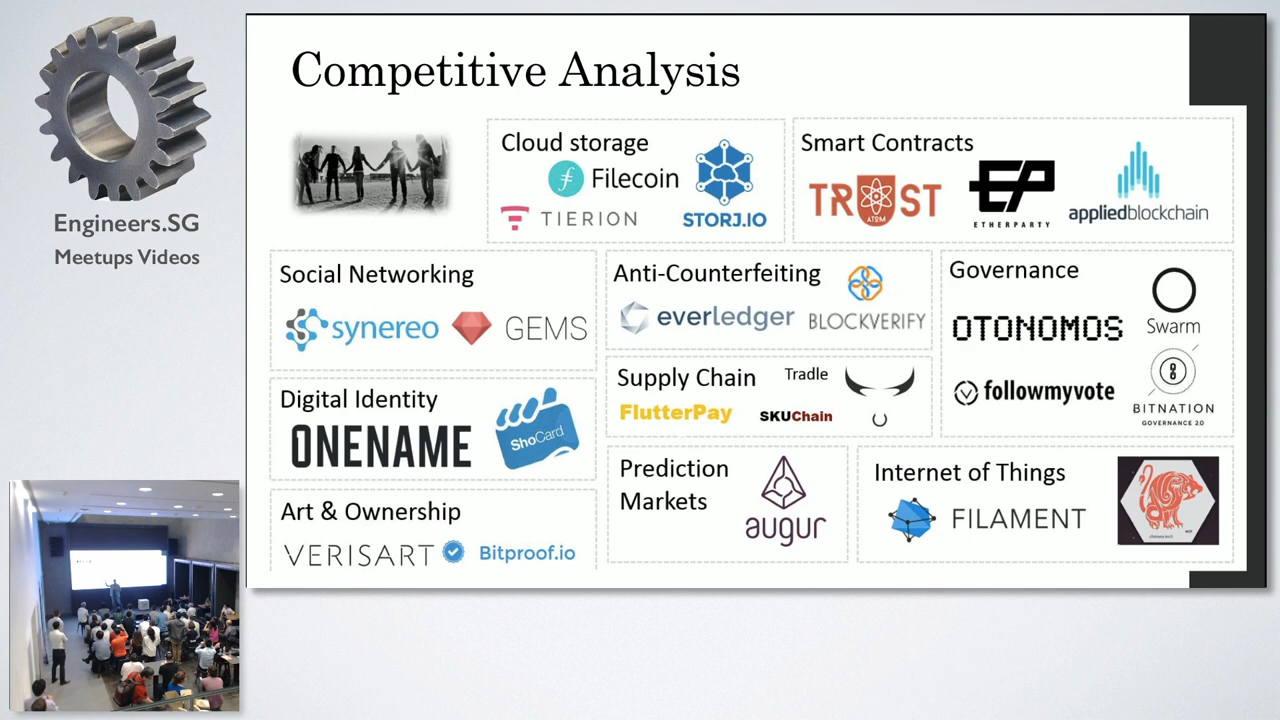 Engineers.SG
Meetups Videos
Competitive Analysis
Cloud storage
Filecoin
TIERION
STORJ.IO
Smart Contracts
TRUST
ATOM
EP
ETHERPARTY
appliedblockchain
Social Networking
synereo
GEMS
Anti-Counterfeiting
everledger
BLOCKVERIFY
Governance
OTONOMOS
Swarm
followmyvote
BITNATION
GOVERNANCE 2.0
Digital Identity
ONENAME
ShoCard
Supply Chain
Tradle
FlutterPay
SKUChain
Prediction
Markets
augur
Internet of Things
FILAMENT
Art & Ownership
VERISART
Bitproof.io